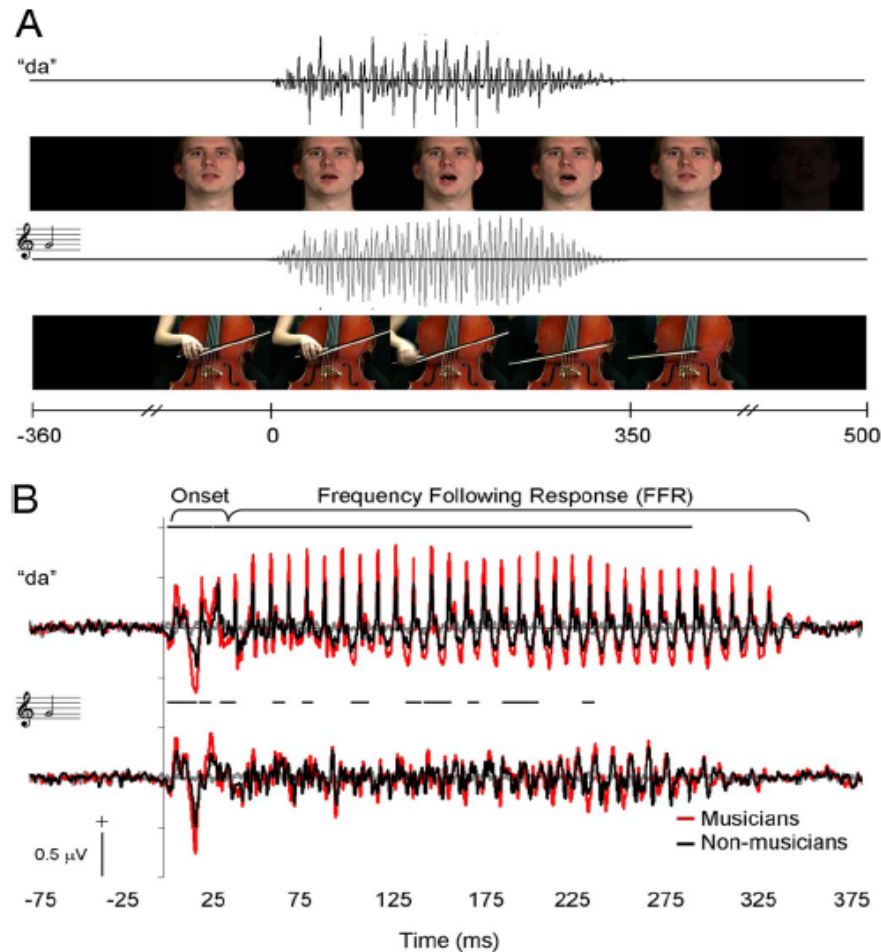 A
“da”
-360 0 350 500
B
Onset Frequency Following Response (FFR)
“da”
+
0.5 μV
Musicians
Non-musicians
-75 -25 25 75 125 175 225 275 325 375
Time (ms)